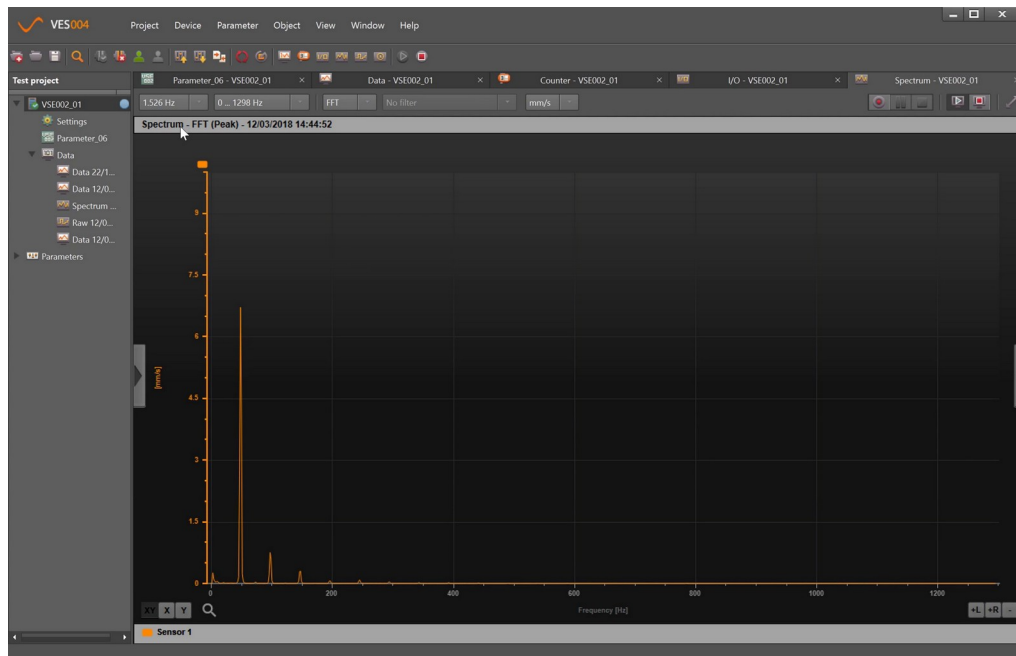 VES004 Project Device Parameter Object View Window Help
Test project
Parameter_06 - VSE002_01 × Data - VSE002_01 × Counter - VSE002_01 × I/O - VSE002_01 × Spectrum - VSE002_01
VSE002_01
Settings
Parameter_06
Data
Data 22/1...
Data 12/0...
Spectrum ...
Raw 12/0...
Data 12/0...
Parameters
1.526 Hz 0 ... 1298 Hz FFT No filter mm/s
Spectrum - FFT (Peak) - 12/03/2018 14:44:52
9
7.5
6
4.5
3
1.5
0
[mm/s]
0 200 400 600 800 1000 1200
Frequency [Hz]
XY X Y +L +R -
Sensor 1